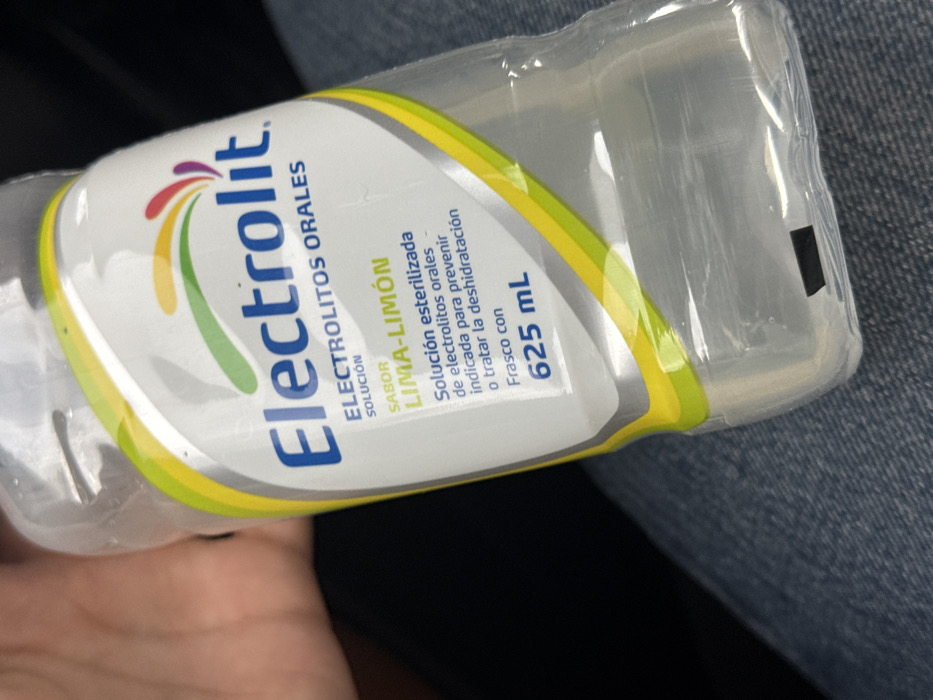 Electrolit®
ELECTROLITOS ORALES
SOLUCIÓN
SABOR
LIMA-LIMÓN
Solución esterilizada
de electrolitos orales
indicada para prevenir
o tratar la deshidratación
Frasco con
625 mL